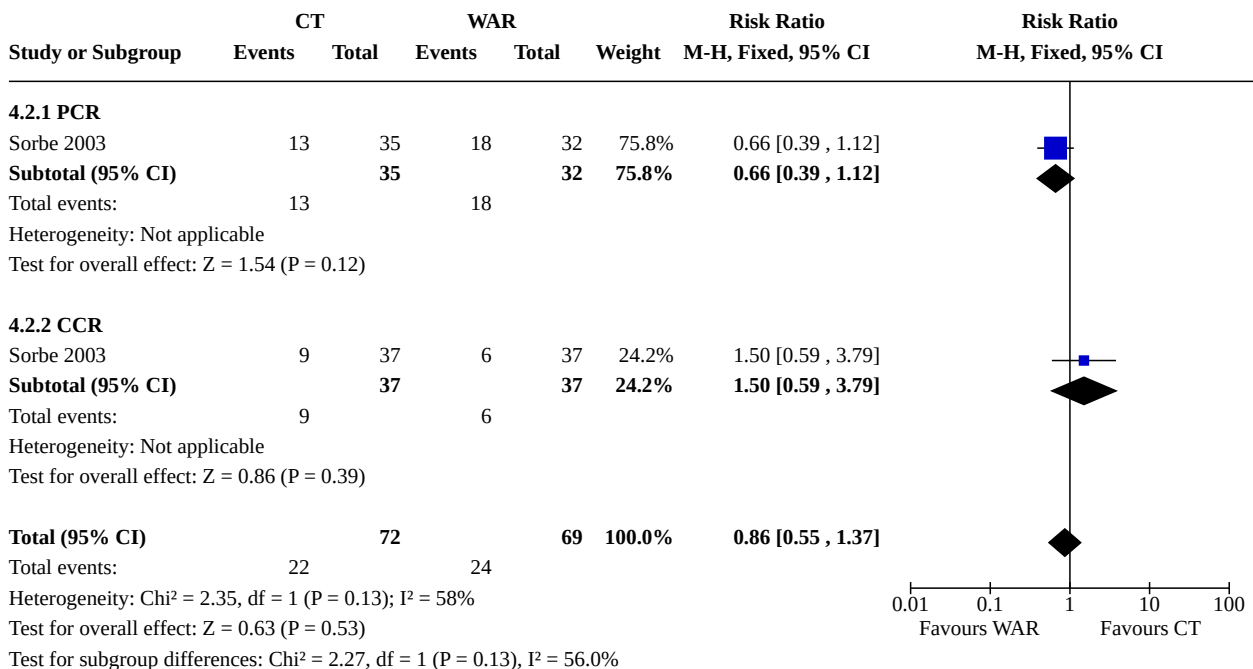 CT WAR Risk Ratio Risk Ratio
Study or Subgroup Events Total Events Total Weight M-H, Fixed, 95% CI M-H, Fixed, 95% CI
4.2.1 PCR
Sorbe 2003 13 35 18 32 75.8% 0.66 [0.39 , 1.12]
Subtotal (95% CI) 35 32 75.8% 0.66 [0.39 , 1.12]
Total events: 13 18
Heterogeneity: Not applicable
Test for overall effect: Z = 1.54 (P = 0.12)
4.2.2 CCR
Sorbe 2003 9 37 6 37 24.2% 1.50 [0.59 , 3.79]
Subtotal (95% CI) 37 37 24.2% 1.50 [0.59 , 3.79]
Total events: 9 6
Heterogeneity: Not applicable
Test for overall effect: Z = 0.86 (P = 0.39)
Total (95% CI) 72 69 100.0% 0.86 [0.55 , 1.37]
Total events: 22 24
Heterogeneity: Chi² = 2.35, df = 1 (P = 0.13); I² = 58%
0.01 0.1 1 10 100
Test for overall effect: Z = 0.63 (P = 0.53)
Favours WAR Favours CT
Test for subgroup differences: Chi² = 2.27, df = 1 (P = 0.13), I² = 56.0%